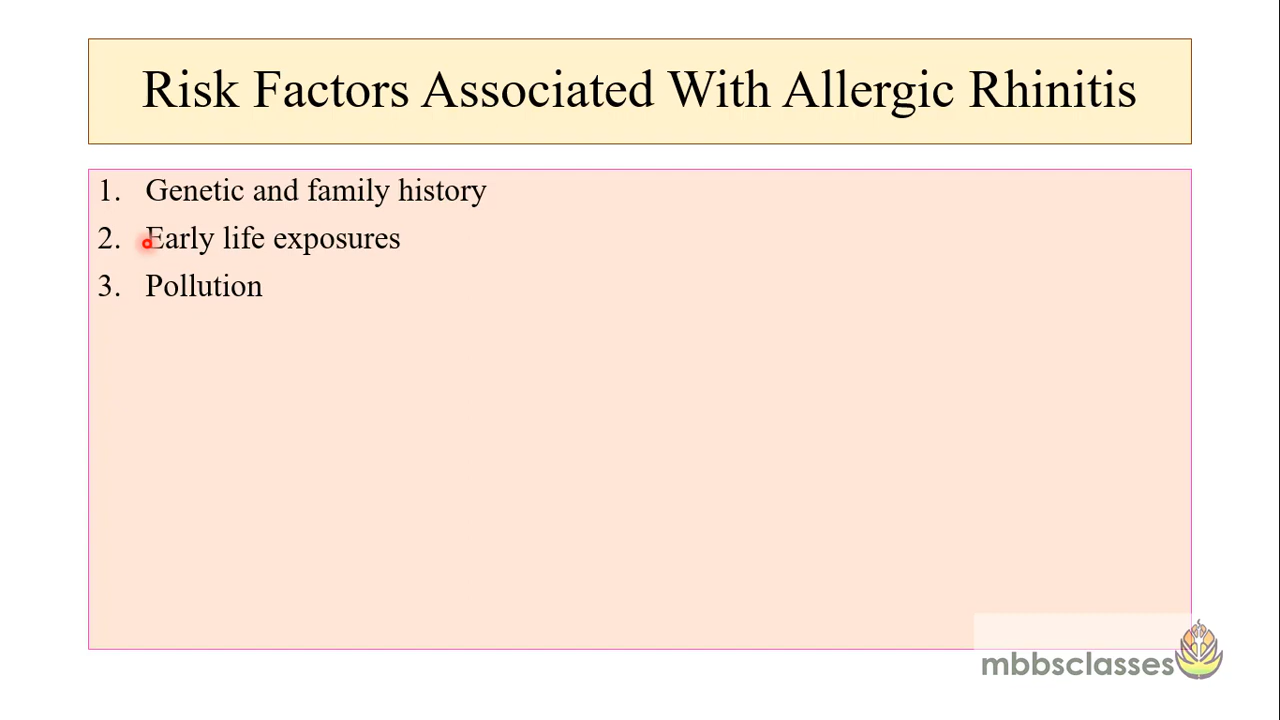 Risk Factors Associated With Allergic Rhinitis
1. Genetic and family history
2. Early life exposures
3. Pollution
mbbsclasses